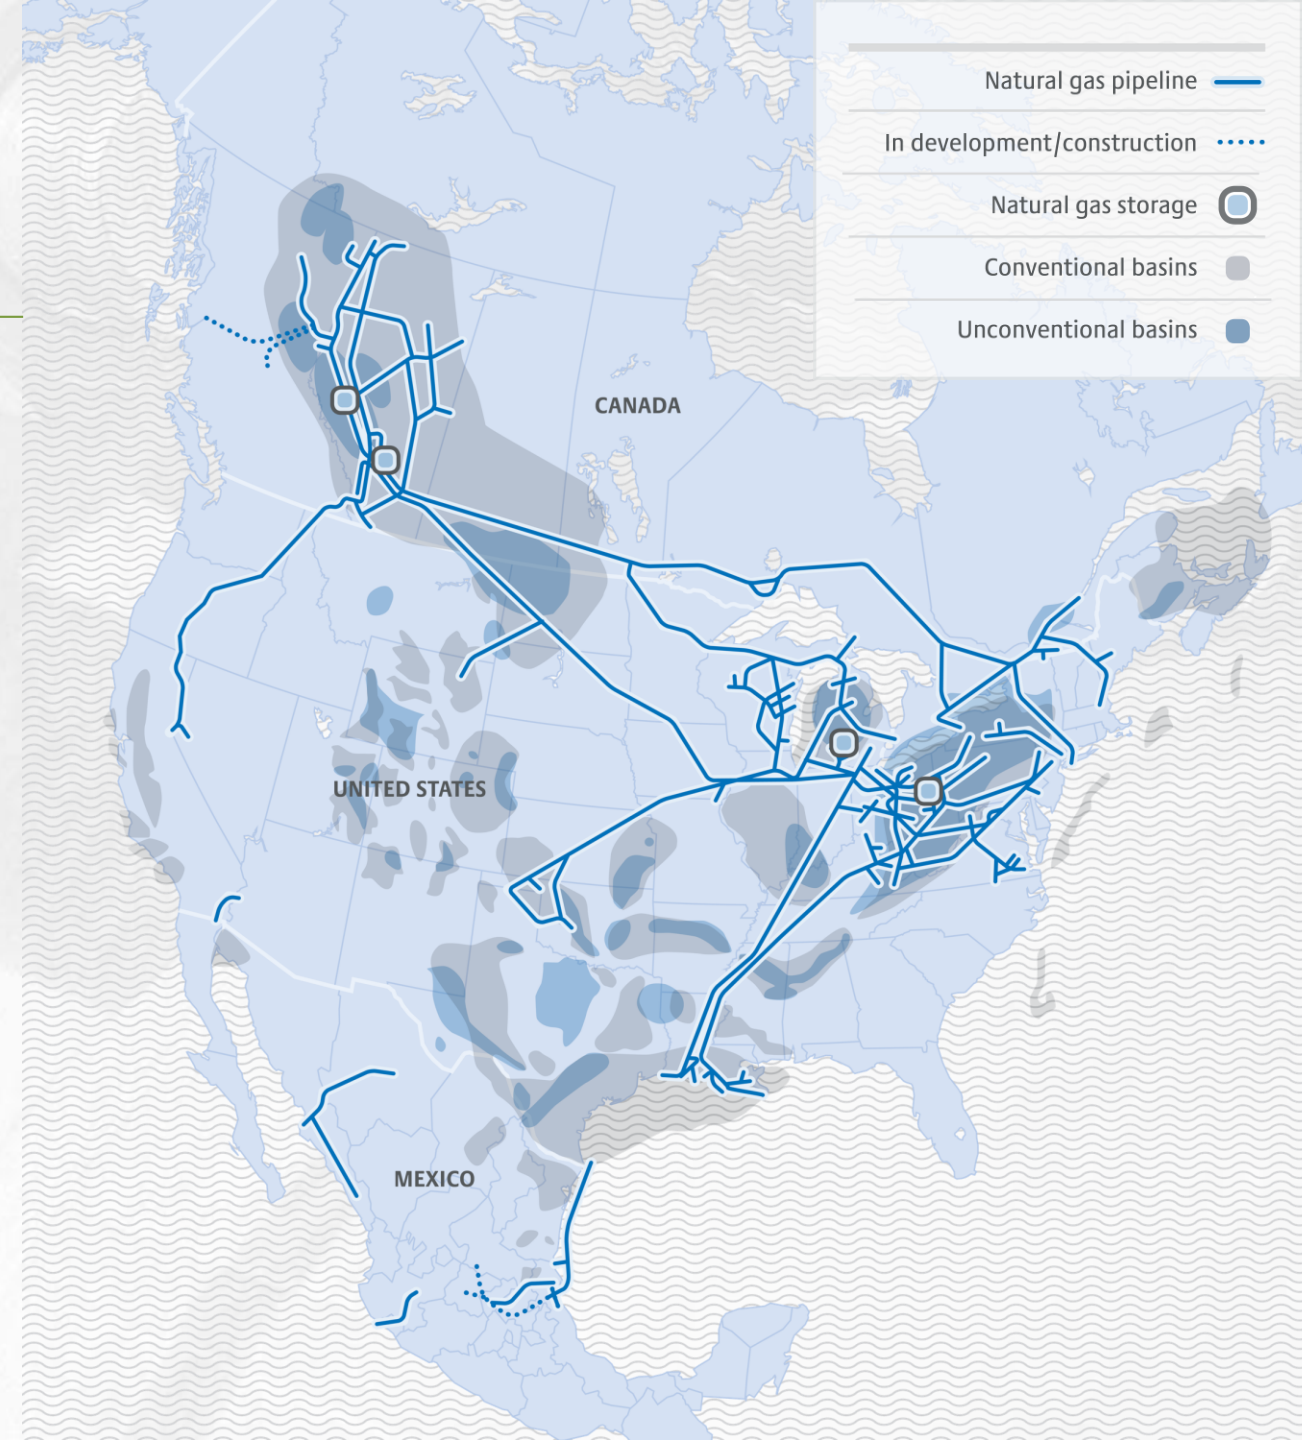 Natural gas pipeline
In development/construction
Natural gas storage
Conventional basins
Unconventional basins
CANADA
UNITED STATES
MEXICO